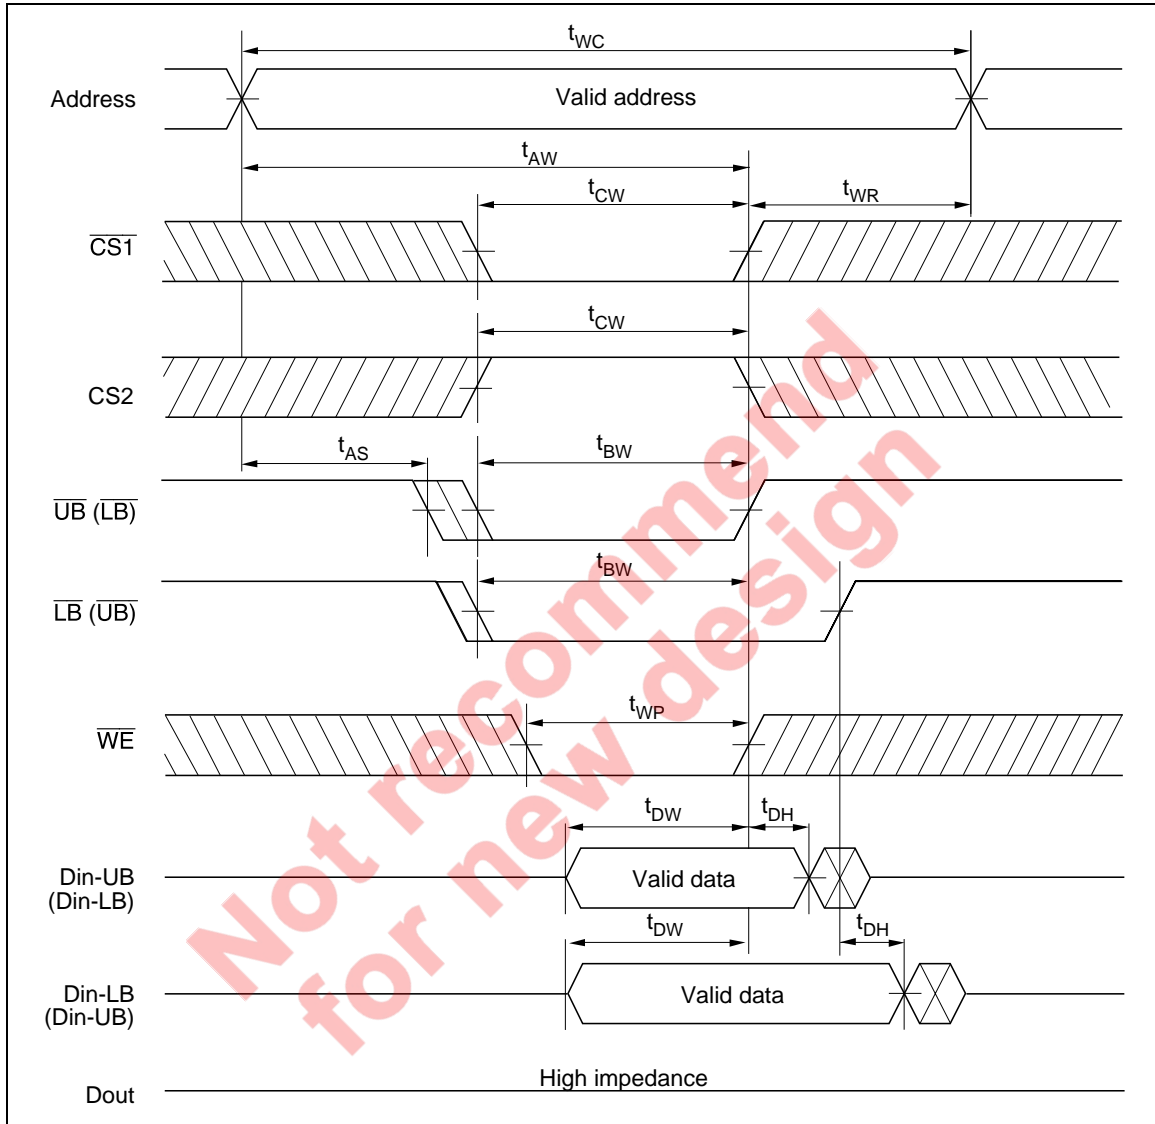 tWC
Address
Valid address
tAW
tCW
tWR
CS1
tCW
CS2
tAS
tBW
UB (LB)
tBW
LB (UB)
tWP
WE
tDW
tDH
Din-UB
(Din-LB)
Valid data
tDW
tDH
Din-LB
(Din-UB)
Valid data
High impedance
Dout
Not recommend
for new design